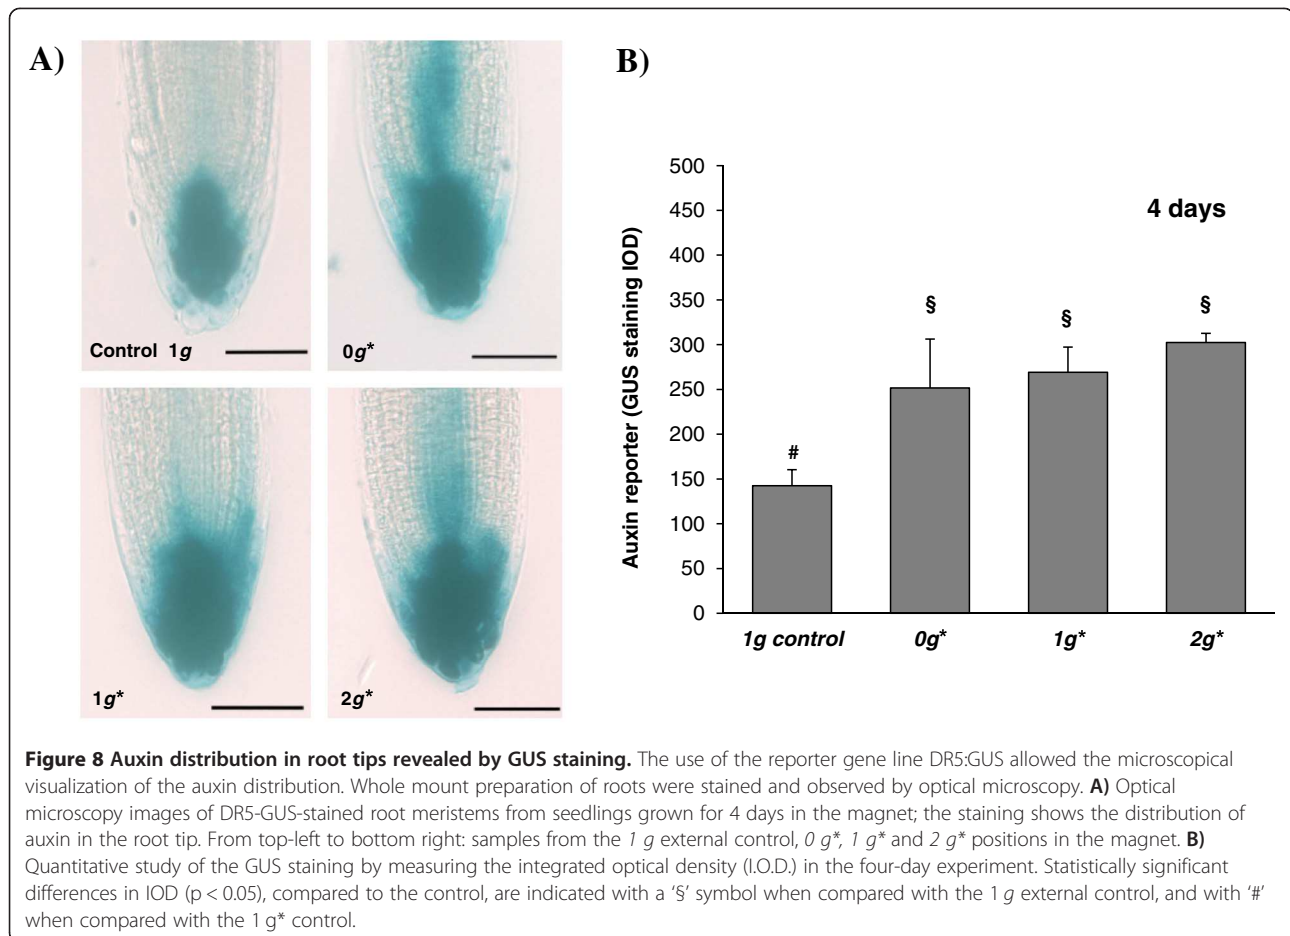 A)
Control 1g
0g*
1g*
2g*
B)
Auxin reporter (GUS staining IOD)
500
450
400
350
300
250
200
150
100
50
0
4 days
#
§
§
§
1g control
0g*
1g*
2g*
Figure 8 Auxin distribution in root tips revealed by GUS staining. The use of the reporter gene line DR5:GUS allowed the microscopical
visualization of the auxin distribution. Whole mount preparation of roots were stained and observed by optical microscopy. A) Optical
microscopy images of DR5-GUS-stained root meristems from seedlings grown for 4 days in the magnet; the staining shows the distribution of
auxin in the root tip. From top-left to bottom right: samples from the 1 g external control, 0 g*, 1 g* and 2 g* positions in the magnet. B)
Quantitative study of the GUS staining by measuring the integrated optical density (I.O.D.) in the four-day experiment. Statistically significant
differences in IOD (p < 0.05), compared to the control, are indicated with a ‘§’ symbol when compared with the 1 g external control, and with ‘#’
when compared with the 1 g* control.